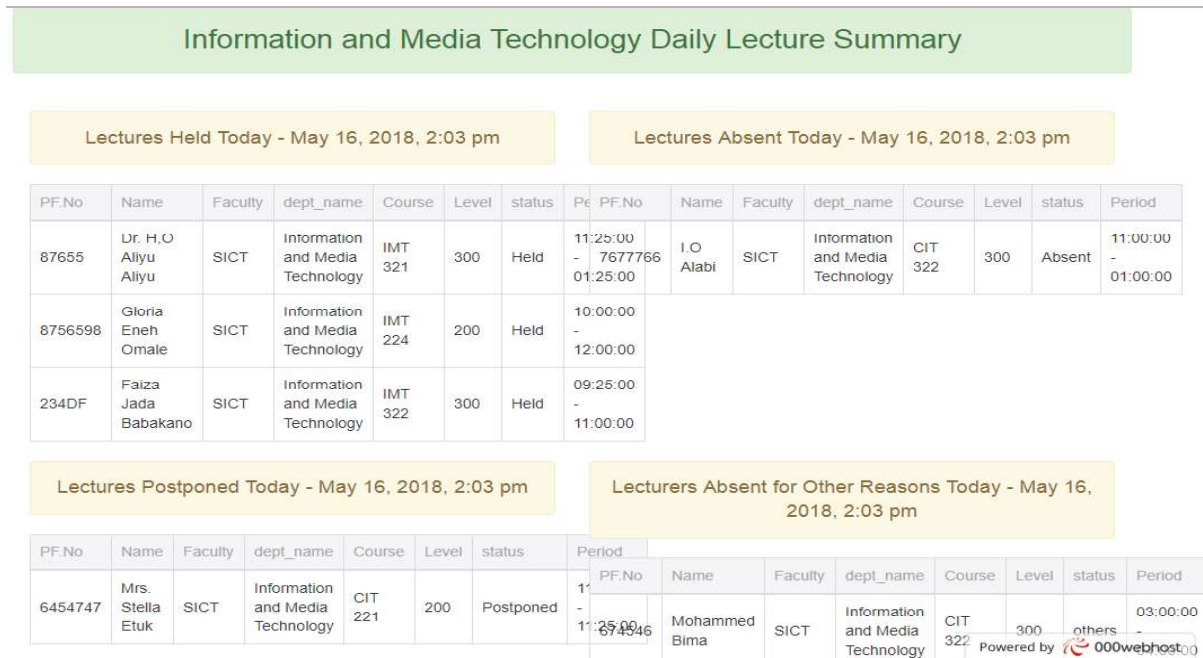 Information and Media Technology Daily Lecture Summary
Lectures Held Today - May 16, 2018, 2:03 pm
PF.No Name Faculty dept_name Course Level status
87655 Dr. H,O Aliyu Aliyu SICT Information and Media Technology IMT 321 300 Held 11:25:00 - 01:25:00
8756598 Gloria Eneh Omale SICT Information and Media Technology IMT 224 200 Held 10:00:00 - 12:00:00
234DF Faiza Jada Babakano SICT Information and Media Technology IMT 322 300 Held 09:25:00 - 11:00:00
Lectures Absent Today - May 16, 2018, 2:03 pm
PF.No Name Faculty dept_name Course Level status Period
7677766 I.O Alabi SICT Information and Media Technology CIT 322 300 Absent 11:00:00 - 01:00:00
Lectures Postponed Today - May 16, 2018, 2:03 pm
PF.No Name Faculty dept_name Course Level status Period
6454747 Mrs. Stella Etuk SICT Information and Media Technology CIT 221 200 Postponed
Lecturers Absent for Other Reasons Today - May 16,
2018, 2:03 pm
PF.No Name Faculty dept_name Course Level status Period
674546 Mohammed Bima SICT Information and Media Technology CIT 322 300 others 03:00:00 -
Powered by 000webhost